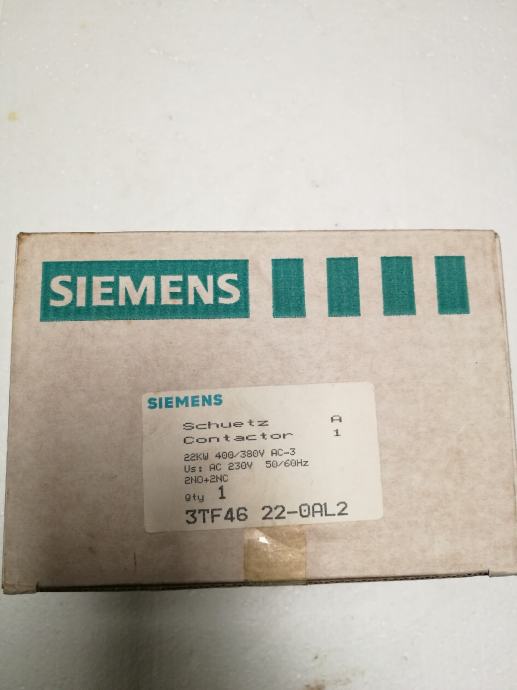 SIEMENS
SIEMENS
Schuetz A
Contactor 1
22KW 400/380V AC-3
Us: AC 230V 50/60Hz
2NO+2NC
Qty 1
3TF46 22-0AL2